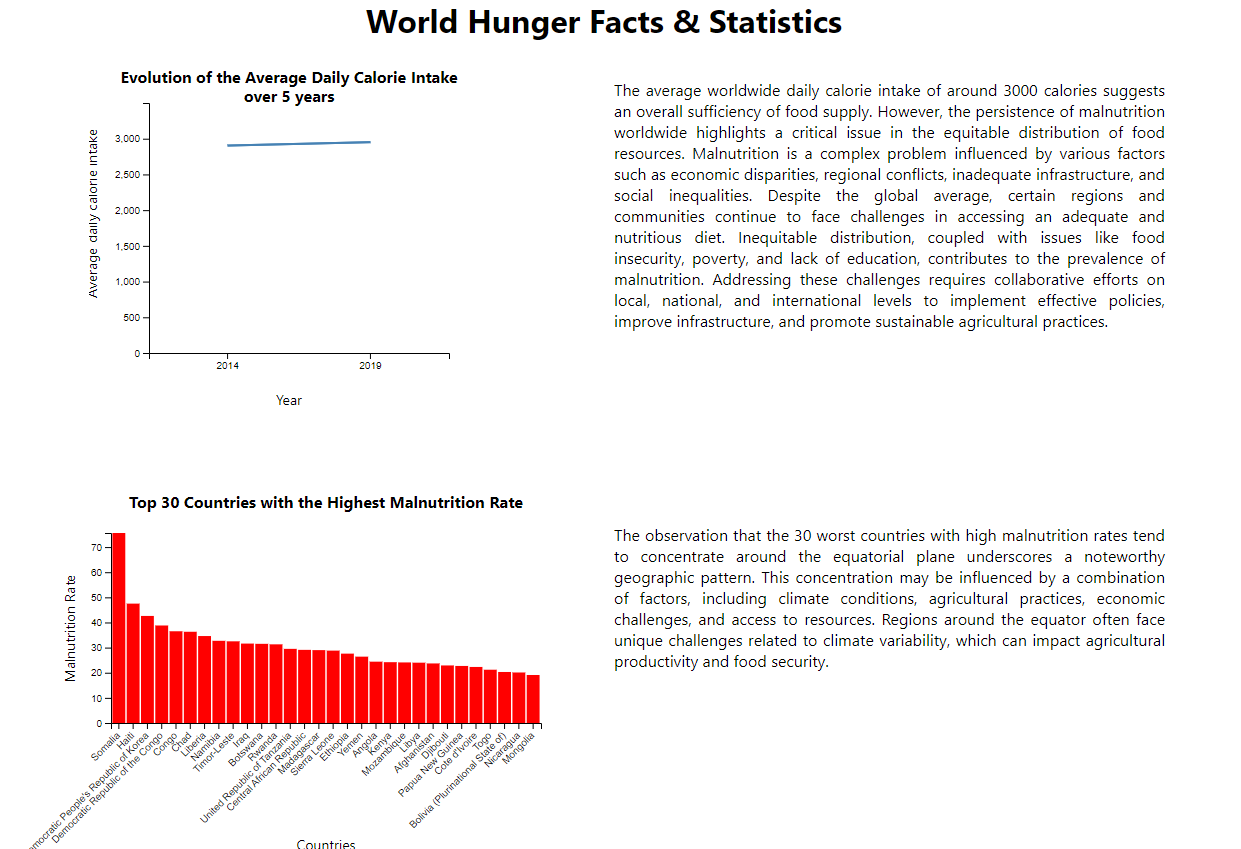 World Hunger Facts & Statistics
Evolution of the Average Daily Calorie Intake
over 5 years
Average daily calorie intake
3,000
2,500
2,000
1,500
1,000
500
0
2014
2019
Year
The average worldwide daily calorie intake of around 3000 calories suggests
an overall sufficiency of food supply. However, the persistence of malnutrition
worldwide highlights a critical issue in the equitable distribution of food
resources. Malnutrition is a complex problem influenced by various factors
such as economic disparities, regional conflicts, inadequate infrastructure, and
social inequalities. Despite the global average, certain regions and
communities continue to face challenges in accessing an adequate and
nutritious diet. Inequitable distribution, coupled with issues like food
insecurity, poverty, and lack of education, contributes to the prevalence of
malnutrition. Addressing these challenges requires collaborative efforts on
local, national, and international levels to implement effective policies,
improve infrastructure, and promote sustainable agricultural practices.
Top 30 Countries with the Highest Malnutrition Rate
Malnutrition Rate
70
60
50
40
30
20
10
0
Somalia
Haiti
mocratic People's Republic of Korea
Democratic Republic of the Congo
Congo
Chad
Liberia
Namibia
Timor-Leste
Iraq
Botswana
Rwanda
United Republic of Tanzania
Central African Republic
Madagascar
Sierra Leone
Ethiopia
Yemen
Angola
Kenya
Mozambique
Libya
Afghanistan
Djibouti
Papua New Guinea
Cote d'Ivoire
Togo
Bolivia (Plurinational State of)
Nicaragua
Mongolia
Countries
The observation that the 30 worst countries with high malnutrition rates tend
to concentrate around the equatorial plane underscores a noteworthy
geographic pattern. This concentration may be influenced by a combination
of factors, including climate conditions, agricultural practices, economic
challenges, and access to resources. Regions around the equator often face
unique challenges related to climate variability, which can impact agricultural
productivity and food security.